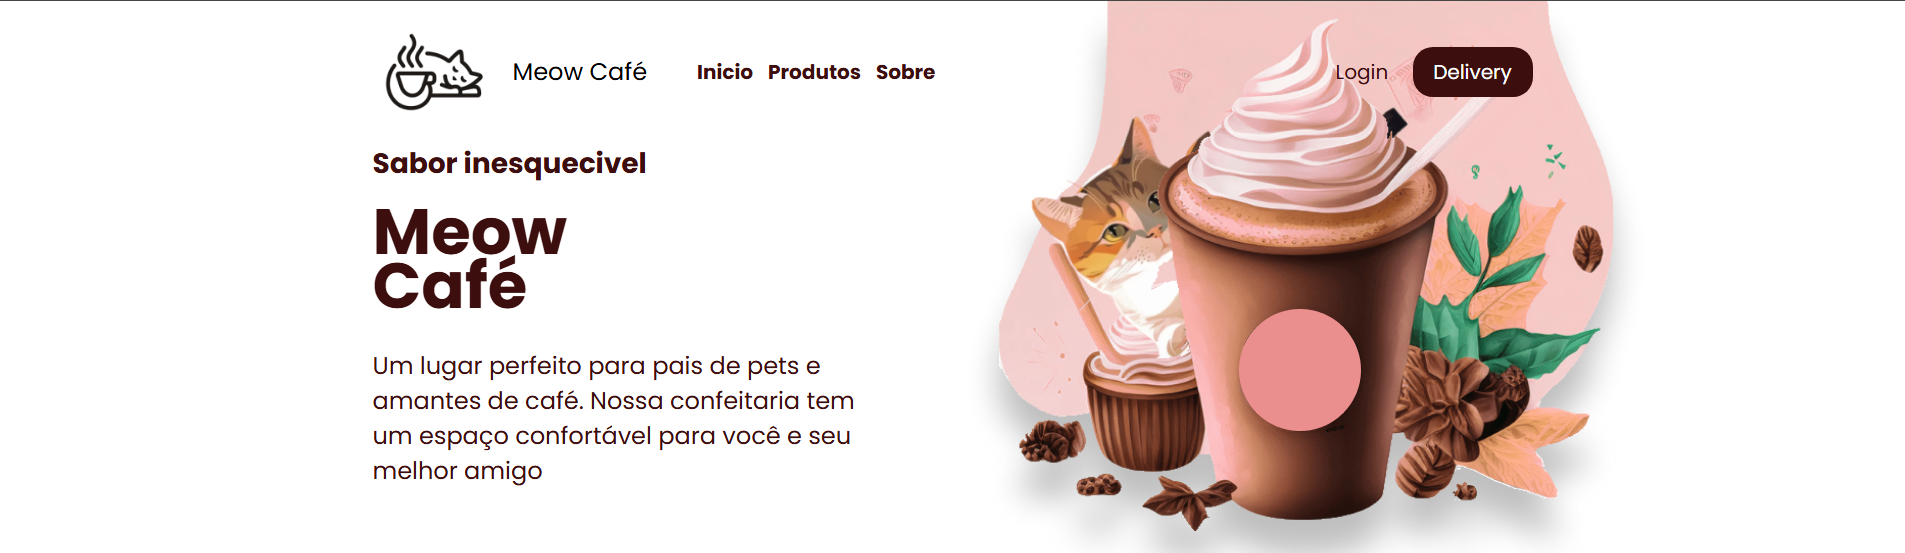 Meow Café
Inicio Produtos Sobre
Login
Delivery
Sabor inesquecivel
Meow
Café
Um lugar perfeito para pais de pets e
amantes de café. Nossa confeitaria tem
um espaço confortável para você e seu
melhor amigo